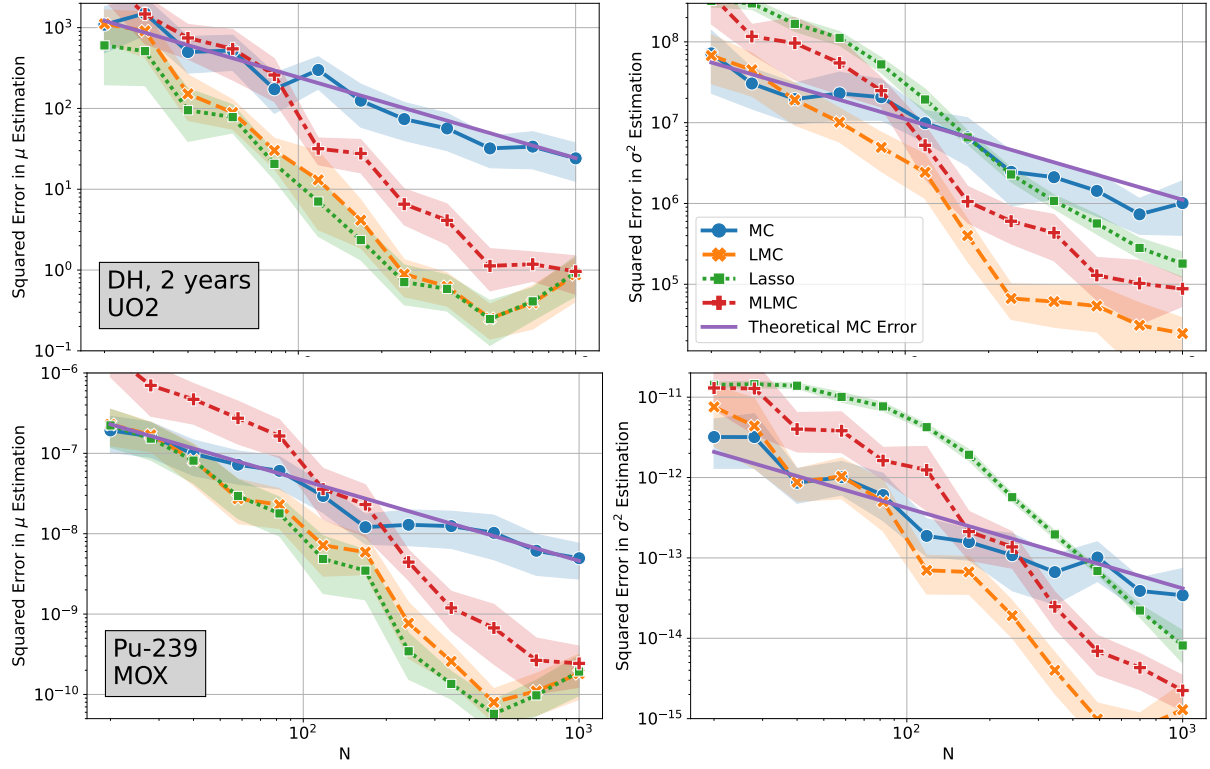 10³
10²
10¹
10⁰
10⁻¹
Squared Error in μ Estimation
DH, 2 years
UO2
10⁸
10⁷
10⁶
10⁵
Squared Error in σ² Estimation
MC
LMC
Lasso
MLMC
Theoretical MC Error
10⁻⁶
10⁻⁷
10⁻⁸
10⁻⁹
10⁻¹⁰
Squared Error in μ Estimation
Pu-239
MOX
10²
10³
N
10⁻¹¹
10⁻¹²
10⁻¹³
10⁻¹⁴
10⁻¹⁵
Squared Error in σ² Estimation
10²
10³
N